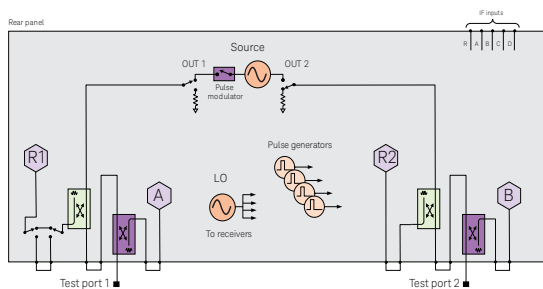 IF inputs
Rear panel
R A B C D
Source
OUT 1
OUT 2
Pulse
modulator
Pulse generators
R1
R2
LO
A
B
To receivers
Test port 1
Test port 2